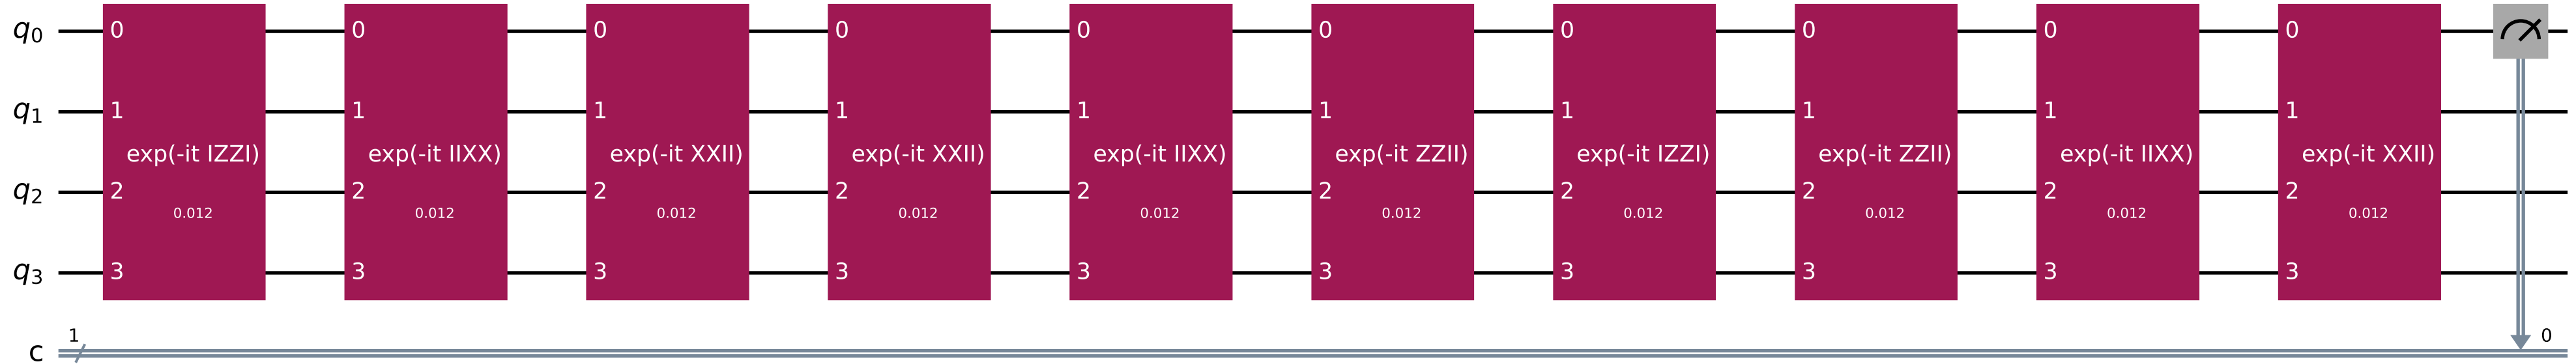 q0 0 0 0 0 0 0 0 0 0 0
q1 1 1 1 1 1 1 1 1 1 1
exp(-it IZZI) exp(-it IIXX) exp(-it XXII) exp(-it XXII) exp(-it IIXX) exp(-it ZZII) exp(-it IZZI) exp(-it ZZII) exp(-it IIXX) exp(-it XXII)
q2 2 2 2 2 2 2 2 2 2 2
0.012 0.012 0.012 0.012 0.012 0.012 0.012 0.012 0.012 0.012
q3 3 3 3 3 3 3 3 3 3 3
1 0
c